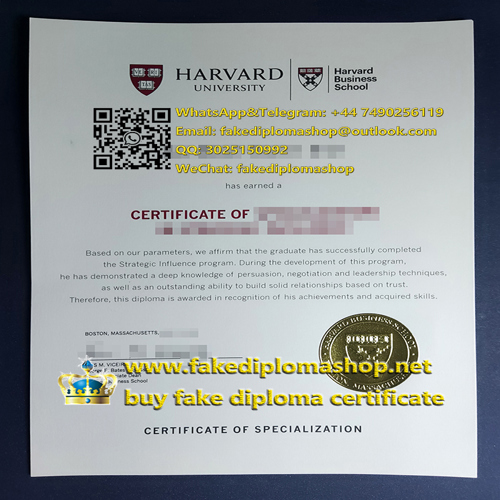 HARVARD
UNIVERSITY
Harvard
Business
School
WhatsApp&Telegram: +44 7490256119
Email: fakediplomashop@outlook.com
QQ: 3025150992
WeChat: fakediplomashop
has earned a
CERTIFICATE OF
Based on our parameters, we affirm that the graduate has successfully completed
the Strategic Influence program. During the development of this program,
he has demonstrated a deep knowledge of persuasion, negotiation and leadership techniques,
as well as an outstanding ability to build solid relationships based on trust.
Therefore, this diploma is awarded in recognition of his achievements and acquired skills.
BOSTON, MASSACHUSETTS,
www.fakediplomashop.net
buy fake diploma certificate
CERTIFICATE OF SPECIALIZATION